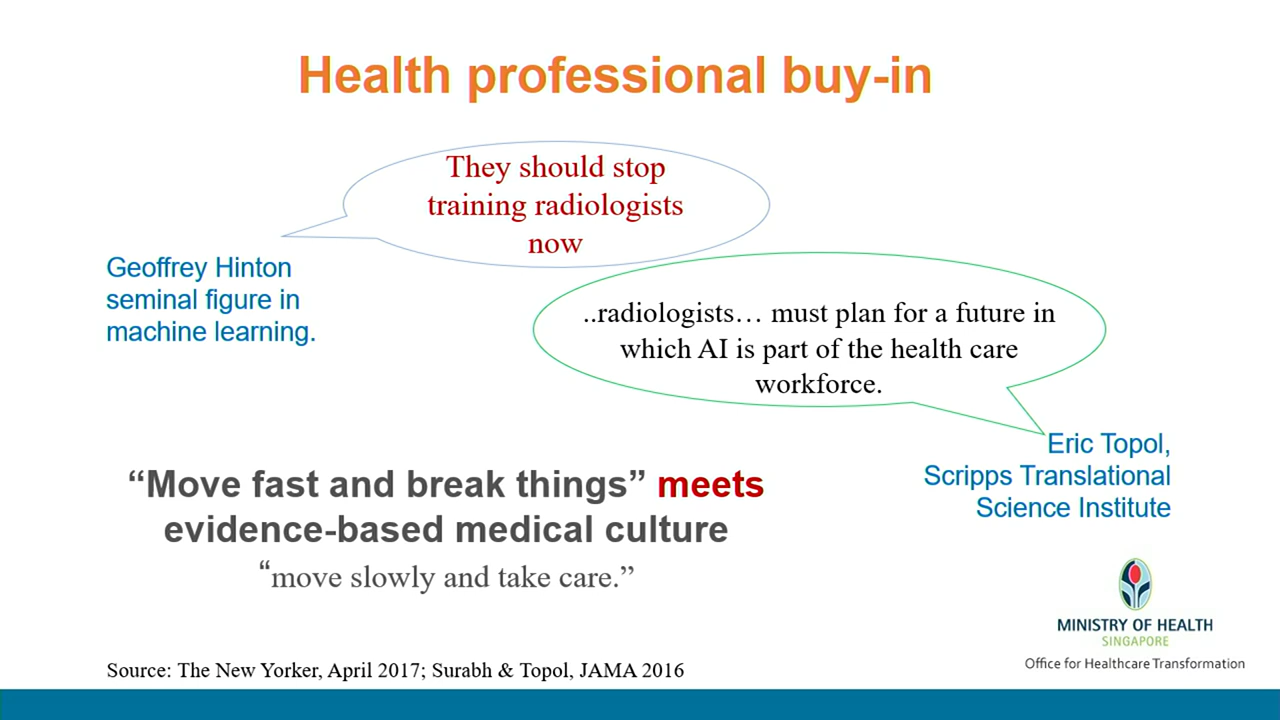 Health professional buy-in
They should stop
training radiologists
now
Geoffrey Hinton
seminal figure in
machine learning.
..radiologists… must plan for a future in
which AI is part of the health care
workforce.
Eric Topol,
Scripps Translational
Science Institute
“Move fast and break things” meets
evidence-based medical culture
“move slowly and take care.”
MINISTRY OF HEALTH
SINGAPORE
Office for Healthcare Transformation
Source: The New Yorker, April 2017; Surabh & Topol, JAMA 2016